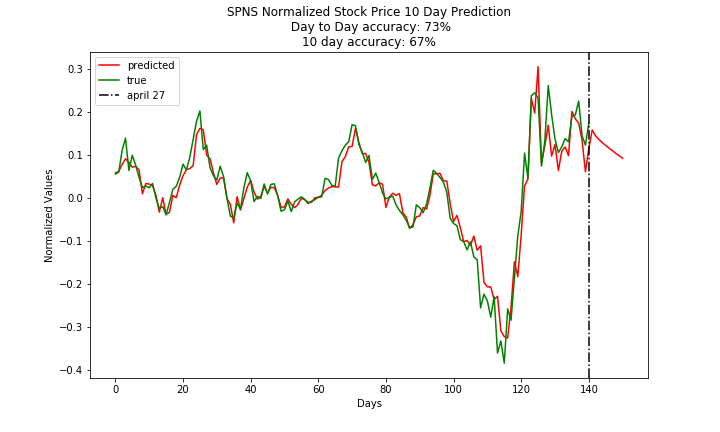 SPNS Normalized Stock Price 10 Day Prediction
Day to Day accuracy: 73%
10 day accuracy: 67%
predicted
true
april 27
Normalized Values
0.3
0.2
0.1
0.0
−0.1
−0.2
−0.3
−0.4
0 20 40 60 80 100 120 140
Days